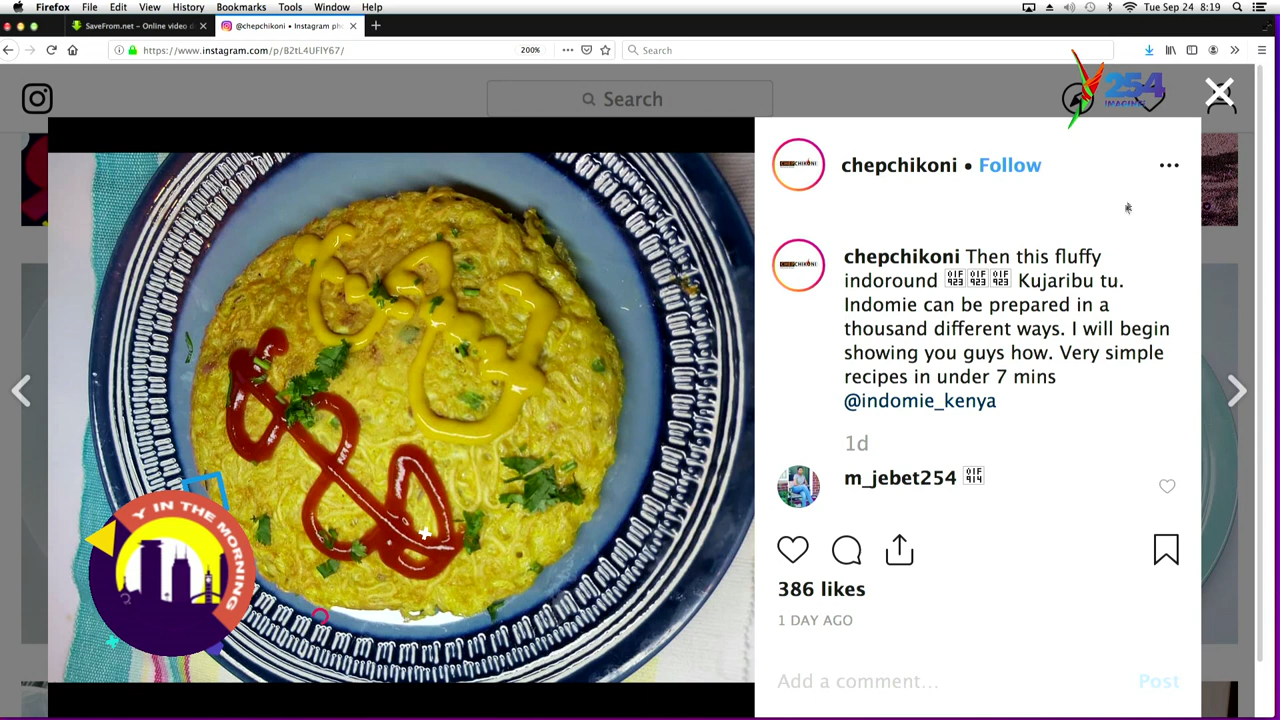 Firefox File Edit View History Bookmarks Tools Window Help Tue Sep 24 8:19
SaveFrom.net – Online video d
@chepchikoni • Instagram ph
https://www.instagram.com/p/82tL4UFlY67/ 200% Search
Search
254
IMAGING
chepchikoni • Follow
chepchikoni Then this fluffy
indoround Kujaribu tu.
Indomie can be prepared in a
thousand different ways. I will begin
showing you guys how. Very simple
recipes in under 7 mins
@indomie_kenya
1d
m_jebet254
386 likes
1 DAY AGO
Add a comment... Post
Y IN THE MORNING